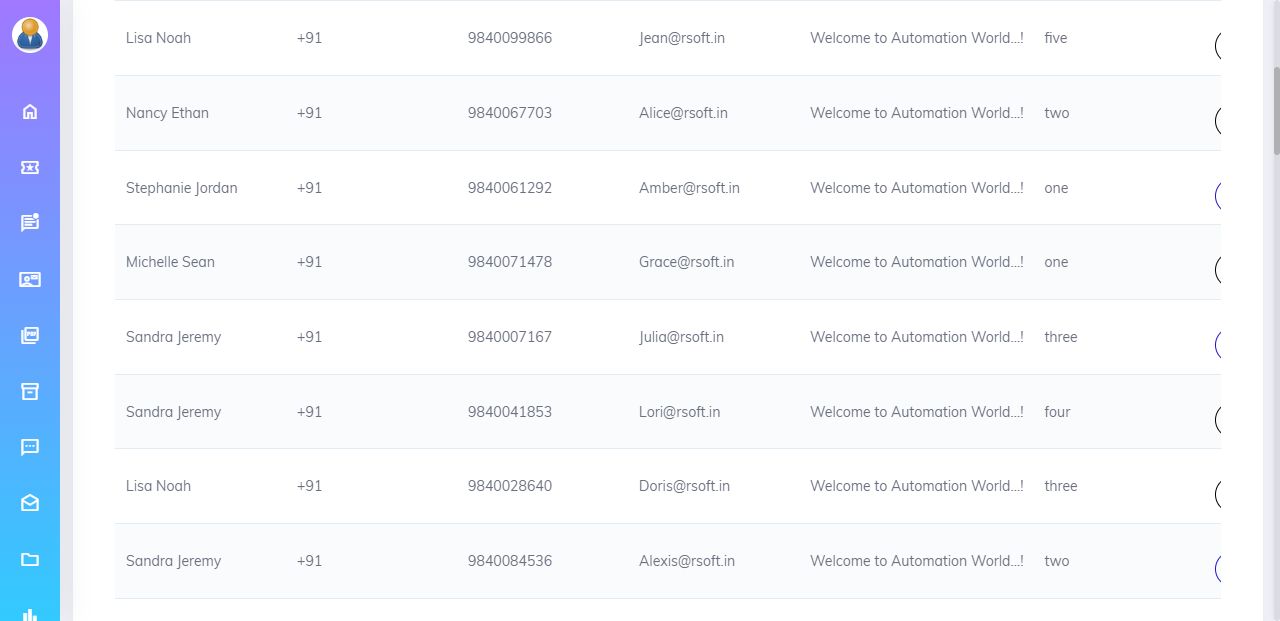 Lisa Noah +91 9840099866 Jean@rsoft.in Welcome to Automation World...! five
Nancy Ethan +91 9840067703 Alice@rsoft.in Welcome to Automation World...! two
Stephanie Jordan +91 9840061292 Amber@rsoft.in Welcome to Automation World...! one
Michelle Sean +91 9840071478 Grace@rsoft.in Welcome to Automation World...! one
Sandra Jeremy +91 9840007167 Julia@rsoft.in Welcome to Automation World...! three
Sandra Jeremy +91 9840041853 Lori@rsoft.in Welcome to Automation World...! four
Lisa Noah +91 9840028640 Doris@rsoft.in Welcome to Automation World...! three
Sandra Jeremy +91 9840084536 Alexis@rsoft.in Welcome to Automation World...! two